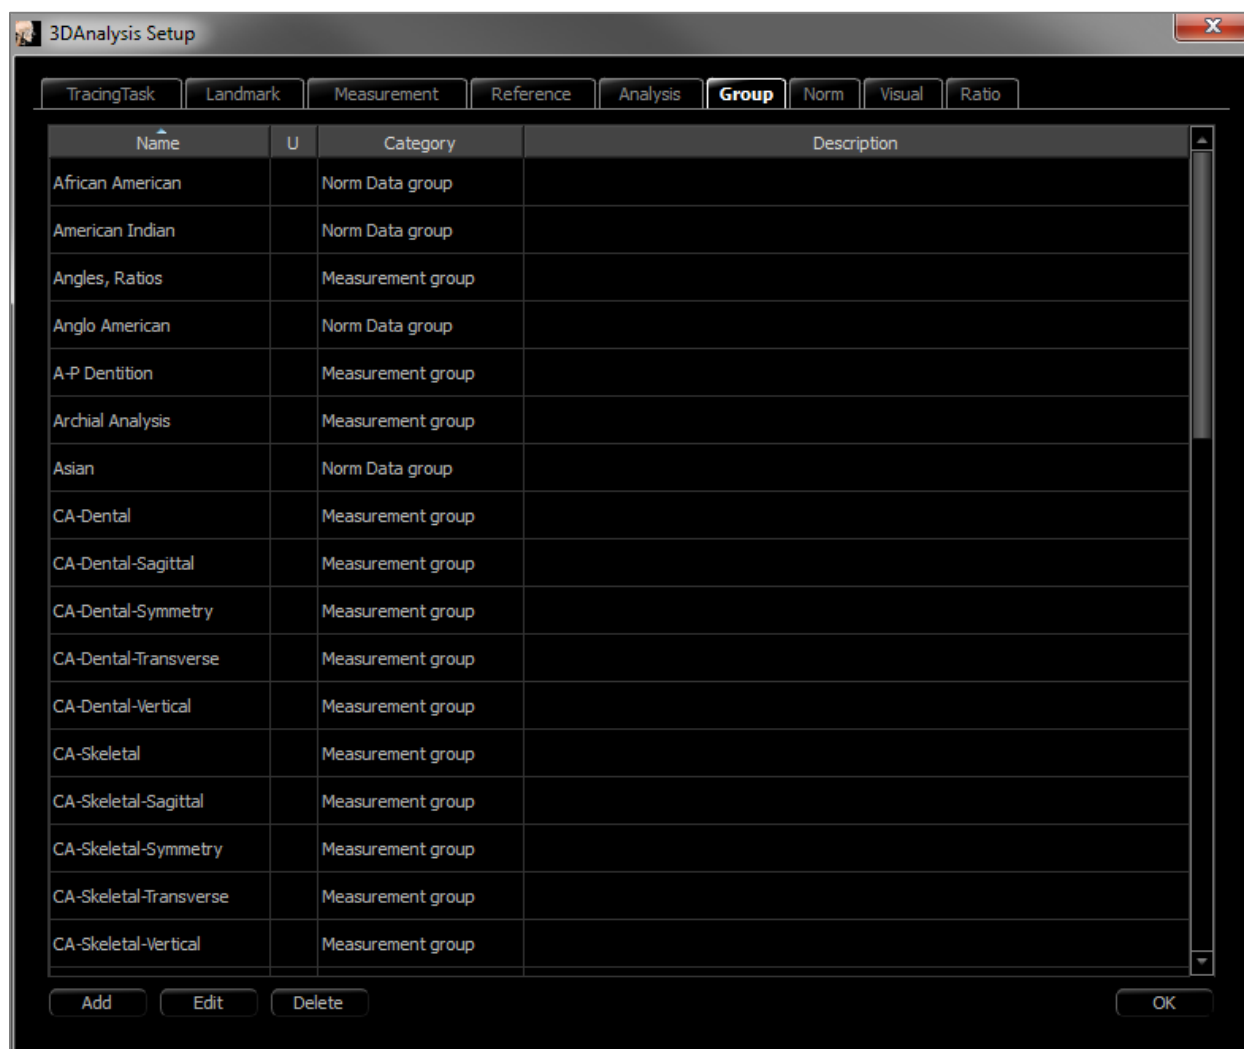 3DAnalysis Setup
TracingTask Landmark Measurement Reference Analysis Group Norm Visual Ratio
Name U Category Description
African American Norm Data group
American Indian Norm Data group
Angles, Ratios Measurement group
Anglo American Norm Data group
A-P Dentition Measurement group
Archial Analysis Measurement group
Asian Norm Data group
CA-Dental Measurement group
CA-Dental-Sagittal Measurement group
CA-Dental-Symmetry Measurement group
CA-Dental-Transverse Measurement group
CA-Dental-Vertical Measurement group
CA-Skeletal Measurement group
CA-Skeletal-Sagittal Measurement group
CA-Skeletal-Symmetry Measurement group
CA-Skeletal-Transverse Measurement group
CA-Skeletal-Vertical Measurement group
Add Edit Delete OK